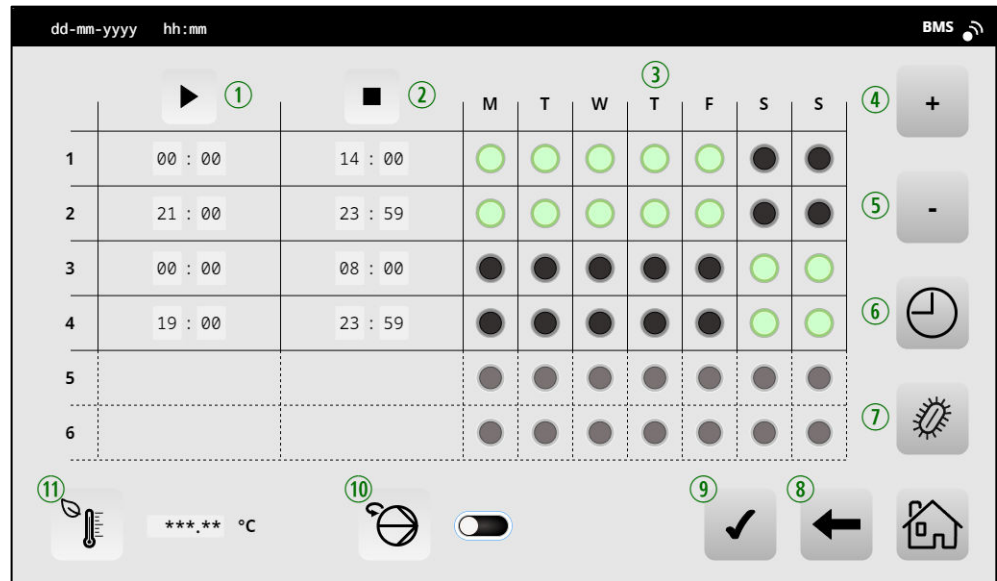 dd-mm-yyyy hh:mm BMS
① ② ③ ④ +
M T W T F S S
1 00 : 00 14 : 00
2 21 : 00 23 : 59 ⑤ -
3 00 : 00 08 : 00
4 19 : 00 23 : 59 ⑥
5
6 ⑦
⑪ ⑩ ⑨ ⑧
***.** °C